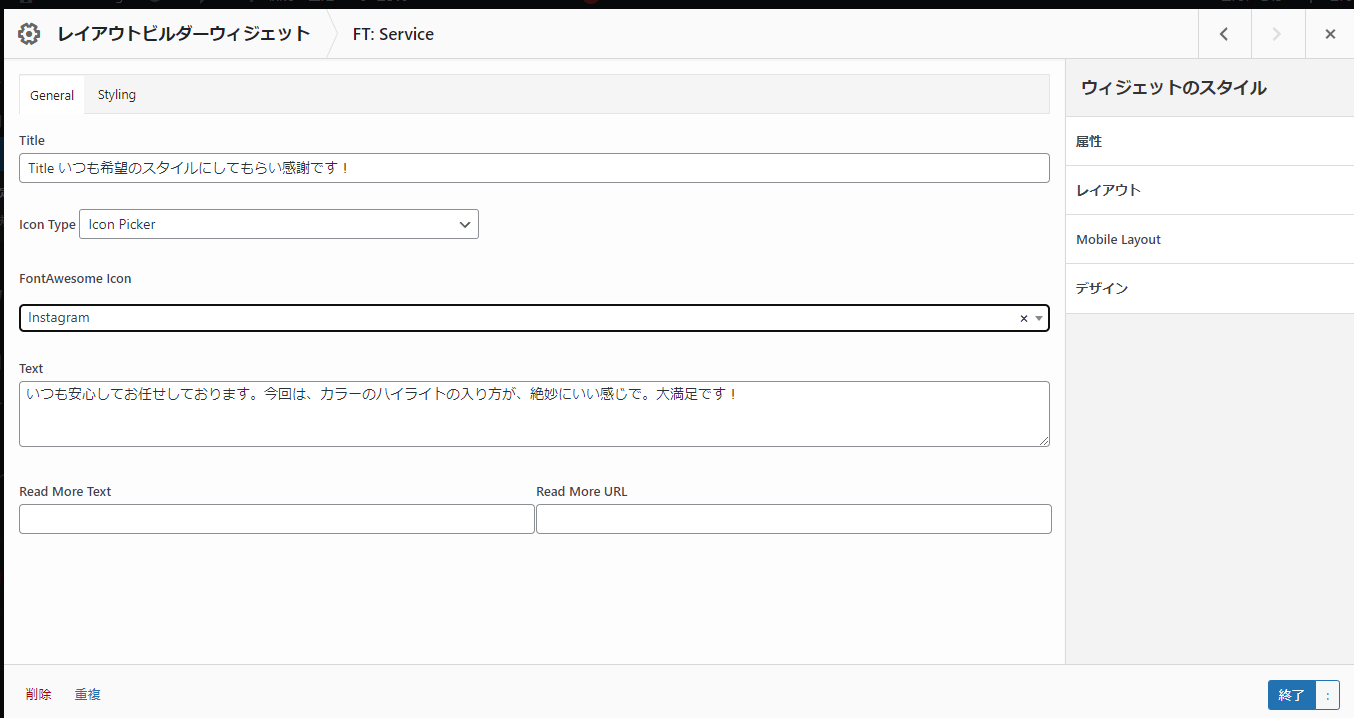 レイアウトビルダーウィジェット
FT: Service
General
Styling
Title
Title いつも希望のスタイルにしてもらい感謝です！
Icon Type
Icon Picker
FontAwesome Icon
Instagram
Text
いつも安心してお任せしております。今回は、カラーのハイライトの入り方が、絶妙にいい感じで。大満足です！
Read More Text
Read More URL
ウィジェットのスタイル
属性
レイアウト
Mobile Layout
デザイン
削除
重複
終了